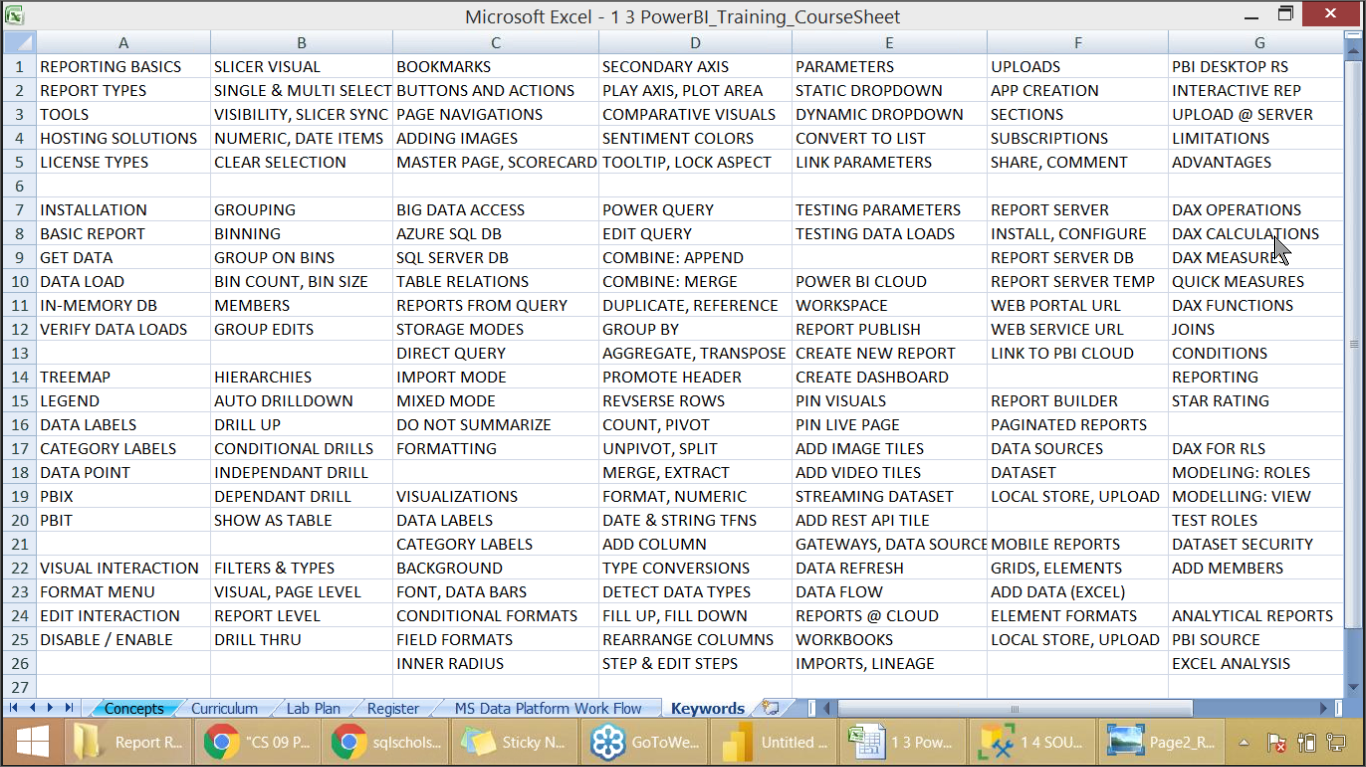 Microsoft Excel - 1 3 PowerBI_Training_CourseSheet
A B C D E F G
1 REPORTING BASICS SLICER VISUAL BOOKMARKS SECONDARY AXIS PARAMETERS UPLOADS PBI DESKTOP RS
2 REPORT TYPES SINGLE & MULTI SELECT BUTTONS AND ACTIONS PLAY AXIS, PLOT AREA STATIC DROPDOWN APP CREATION INTERACTIVE REP
3 TOOLS VISIBILITY, SLICER SYNC PAGE NAVIGATIONS COMPARATIVE VISUALS DYNAMIC DROPDOWN SECTIONS UPLOAD @ SERVER
4 HOSTING SOLUTIONS NUMERIC, DATE ITEMS ADDING IMAGES SENTIMENT COLORS CONVERT TO LIST SUBSCRIPTIONS LIMITATIONS
5 LICENSE TYPES CLEAR SELECTION MASTER PAGE, SCORECARD TOOLTIP, LOCK ASPECT LINK PARAMETERS SHARE, COMMENT ADVANTAGES
6
7 INSTALLATION GROUPING BIG DATA ACCESS POWER QUERY TESTING PARAMETERS REPORT SERVER DAX OPERATIONS
8 BASIC REPORT BINNING AZURE SQL DB EDIT QUERY TESTING DATA LOADS INSTALL, CONFIGURE DAX CALCULATIONS
9 GET DATA GROUP ON BINS SQL SERVER DB COMBINE: APPEND REPORT SERVER DB DAX MEASURES
10 DATA LOAD BIN COUNT, BIN SIZE TABLE RELATIONS COMBINE: MERGE POWER BI CLOUD REPORT SERVER TEMP QUICK MEASURES
11 IN-MEMORY DB MEMBERS REPORTS FROM QUERY DUPLICATE, REFERENCE WORKSPACE WEB PORTAL URL DAX FUNCTIONS
12 VERIFY DATA LOADS GROUP EDITS STORAGE MODES GROUP BY REPORT PUBLISH WEB SERVICE URL JOINS
13 DIRECT QUERY AGGREGATE, TRANSPOSE CREATE NEW REPORT LINK TO PBI CLOUD CONDITIONS
14 TREEMAP HIERARCHIES IMPORT MODE PROMOTE HEADER CREATE DASHBOARD REPORTING
15 LEGEND AUTO DRILLDOWN MIXED MODE REVSERSE ROWS PIN VISUALS REPORT BUILDER STAR RATING
16 DATA LABELS DRILL UP DO NOT SUMMARIZE COUNT, PIVOT PIN LIVE PAGE PAGINATED REPORTS
17 CATEGORY LABELS CONDITIONAL DRILLS FORMATTING UNPIVOT, SPLIT ADD IMAGE TILES DATA SOURCES DAX FOR RLS
18 DATA POINT INDEPENDANT DRILL MERGE, EXTRACT ADD VIDEO TILES DATASET MODELING: ROLES
19 PBIX DEPENDANT DRILL VISUALIZATIONS FORMAT, NUMERIC STREAMING DATASET LOCAL STORE, UPLOAD MODELLING: VIEW
20 PBIT SHOW AS TABLE DATA LABELS DATE & STRING TFNS ADD REST API TILE TEST ROLES
21 CATEGORY LABELS ADD COLUMN GATEWAYS, DATA SOURCE MOBILE REPORTS DATASET SECURITY
22 VISUAL INTERACTION FILTERS & TYPES BACKGROUND TYPE CONVERSIONS DATA REFRESH GRIDS, ELEMENTS ADD MEMBERS
23 FORMAT MENU VISUAL, PAGE LEVEL FONT, DATA BARS DETECT DATA TYPES DATA FLOW ADD DATA (EXCEL)
24 EDIT INTERACTION REPORT LEVEL CONDITIONAL FORMATS FILL UP, FILL DOWN REPORTS @ CLOUD ELEMENT FORMATS ANALYTICAL REPORTS
25 DISABLE / ENABLE DRILL THRU FIELD FORMATS REARRANGE COLUMNS WORKBOOKS LOCAL STORE, UPLOAD PBI SOURCE
26 INNER RADIUS STEP & EDIT STEPS IMPORTS, LINEAGE EXCEL ANALYSIS
27
Concepts Curriculum Lab Plan Register MS Data Platform Work Flow Keywords
Report R... "CS 09 P... sqlschols... Sticky N... GoToWe... Untitled ... 1 3 Pow... 1 4 SOU... Page2_R...